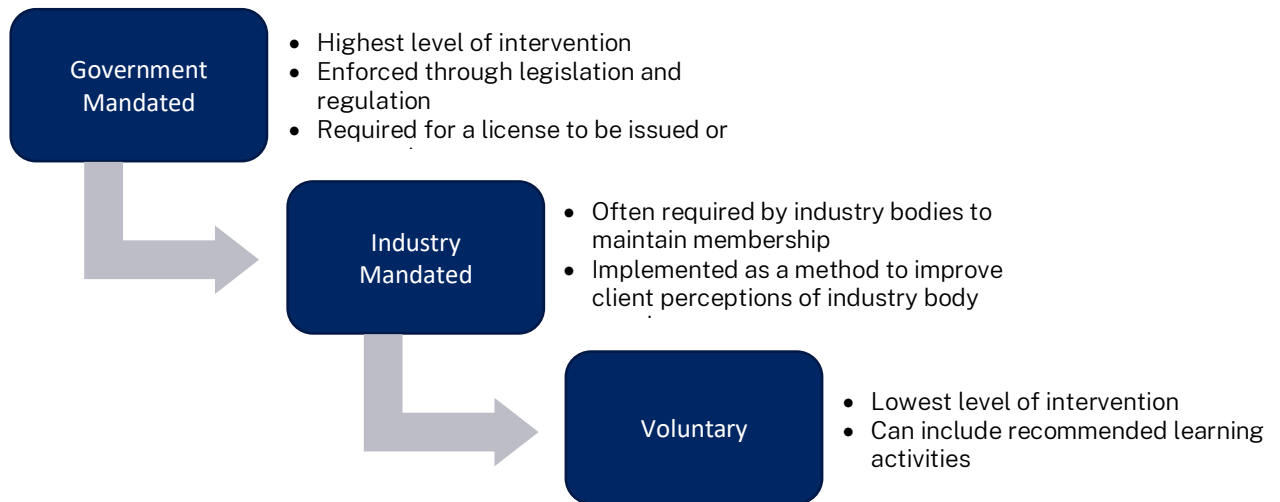 Government
Mandated
• Highest level of intervention
• Enforced through legislation and
regulation
• Required for a license to be issued or
Industry
Mandated
• Often required by industry bodies to
maintain membership
• Implemented as a method to improve
client perceptions of industry body
Voluntary
• Lowest level of intervention
• Can include recommended learning
activities